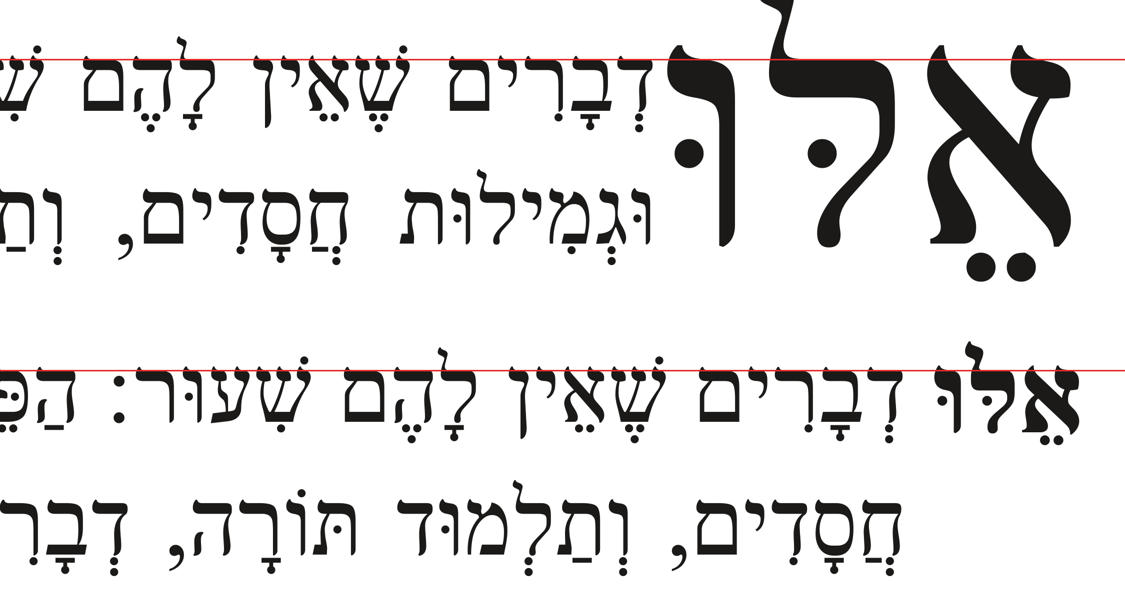 אֵלּוּ דְבָרִים שֶׁאֵין לָהֶם שִׁ
וּגְמִילוּת חֲסָדִים, וְתַ
אֵלּוּ דְבָרִים שֶׁאֵין לָהֶם שִׁעוּר: הַפֵּ
חֲסָדִים, וְתַלְמוּד תּוֹרָה, דְבָרִ